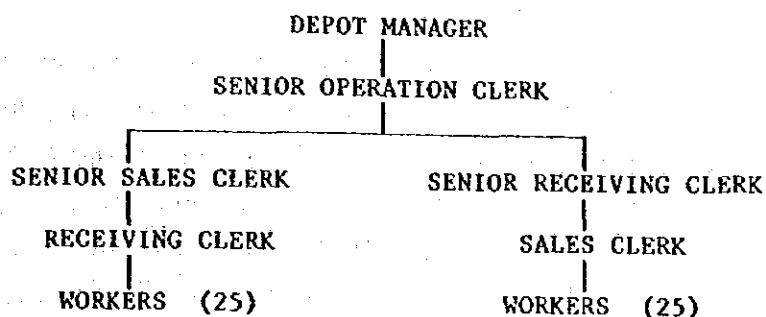 DEPOT MANAGER
SENIOR OPERATION CLERK
SENIOR SALES CLERK
SENIOR RECEIVING CLERK
RECEIVING CLERK
SALES CLERK
WORKERS (25)
WORKERS (25)